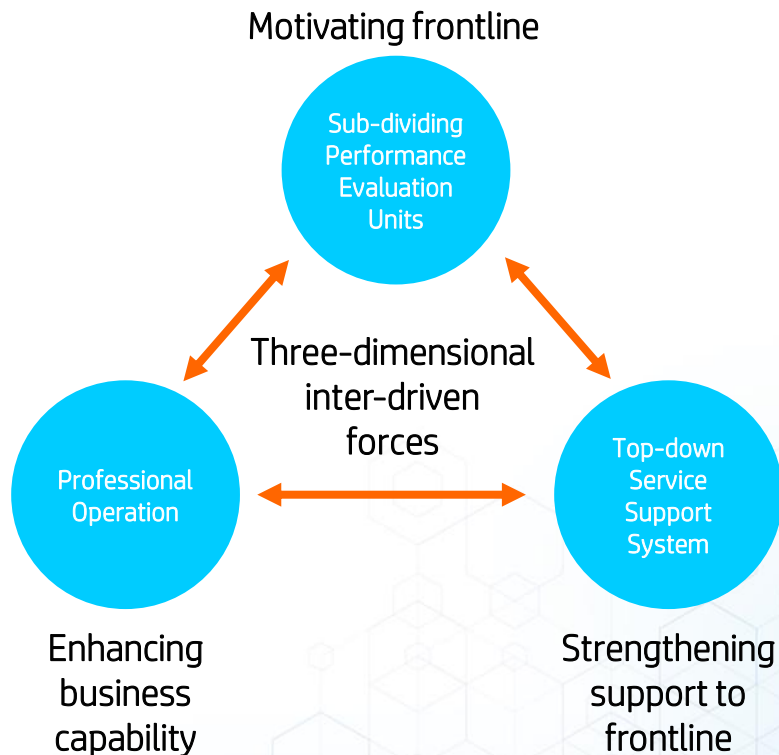 Motivating frontline
Sub-dividing
Performance
Evaluation
Units
Three-dimensional
inter-driven
forces
Professional
Operation
Top-down
Service
Support
System
Enhancing
business
capability
Strengthening
support to
frontline